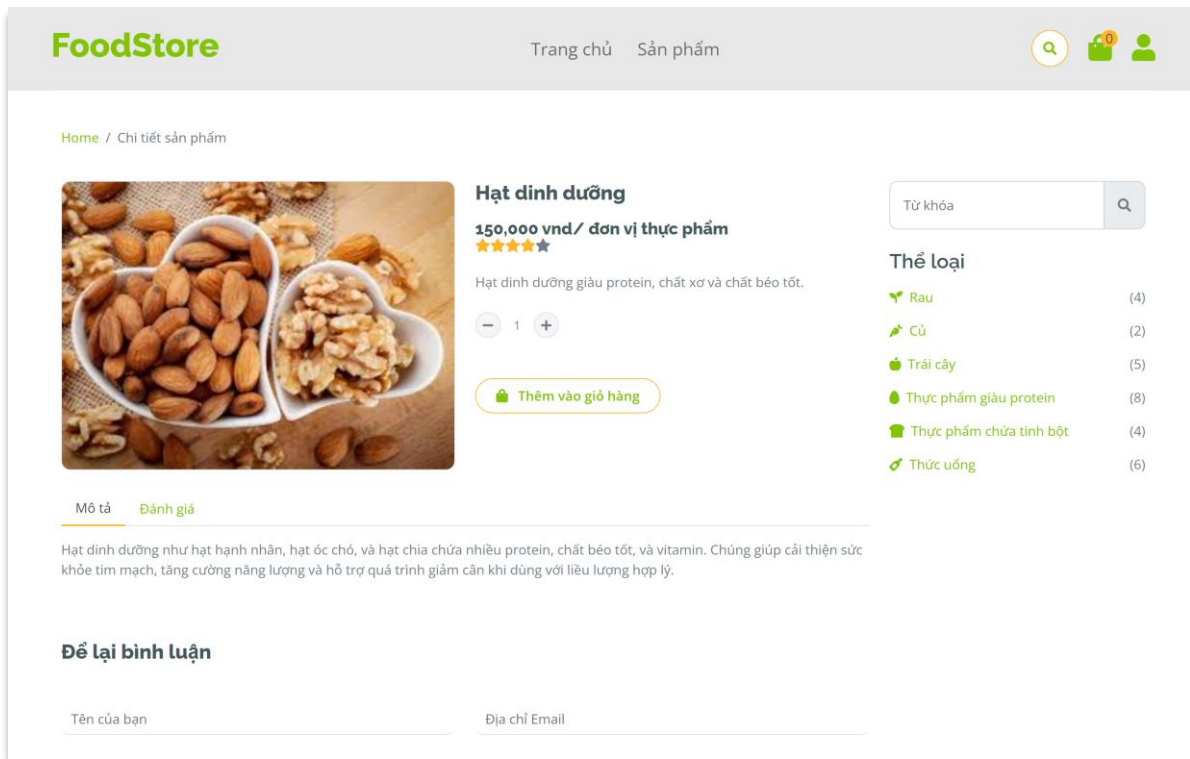 FoodStore
Trang chủ Sản phẩm
0
Home / Chi tiết sản phẩm
Hạt dinh dưỡng
150,000 vnd/ đơn vị thực phẩm
Hạt dinh dưỡng giàu protein, chất xơ và chất béo tốt.
1
Thêm vào giỏ hàng
Từ khóa
Thể loại
Rau (4)
Củ (2)
Trái cây (5)
Thực phẩm giàu protein (8)
Thực phẩm chứa tinh bột (4)
Thức uống (6)
Mô tả Đánh giá
Hạt dinh dưỡng như hạt hạnh nhân, hạt óc chó, và hạt chia chứa nhiều protein, chất béo tốt, và vitamin. Chúng giúp cải thiện sức
khỏe tim mạch, tăng cường năng lượng và hỗ trợ quá trình giảm cân khi dùng với liều lượng hợp lý.
Để lại bình luận
Tên của bạn Địa chỉ Email